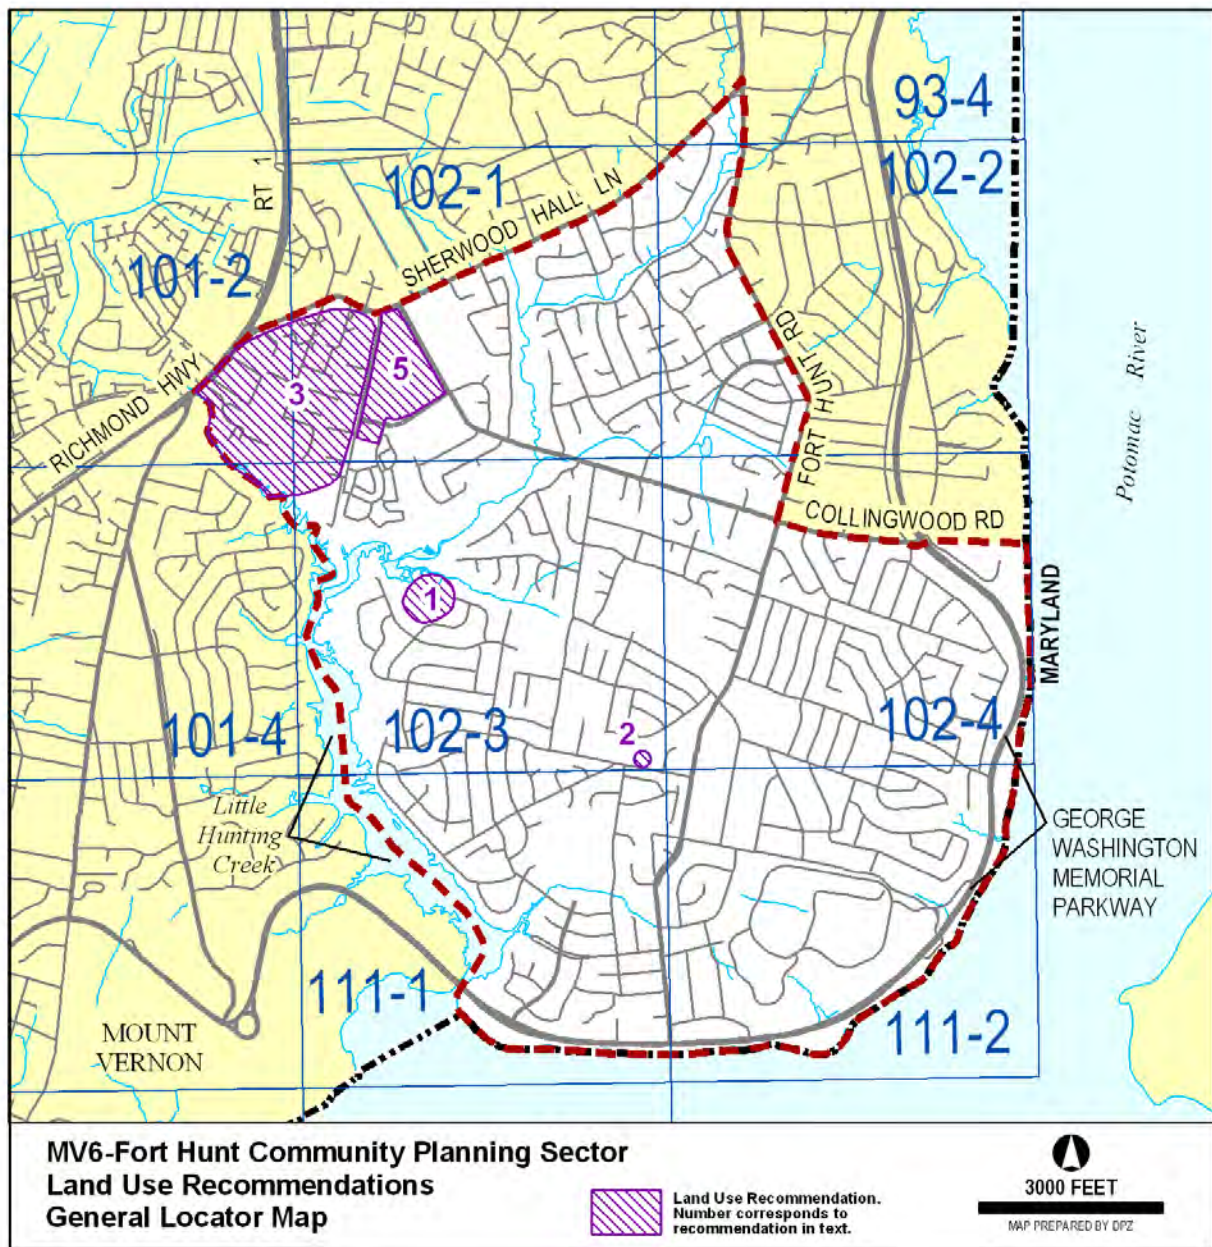 93-4
RT 1
102-1
102-2
SHERWOOD HALL LN
101-2
Potomac River
RICHMOND HWY
3
5
FORT HUNT RD
COLLINGWOOD RD
1
MARYLAND
101-4
102-3
2
102-4
Little
Hunting
Creek
GEORGE
WASHINGTON
MEMORIAL
PARKWAY
111-1
111-2
MOUNT
VERNON
MV6-Fort Hunt Community Planning Sector
Land Use Recommendations
General Locator Map
Land Use Recommendation.
Number corresponds to
recommendation in text.
3000 FEET
MAP PREPARED BY DPZ